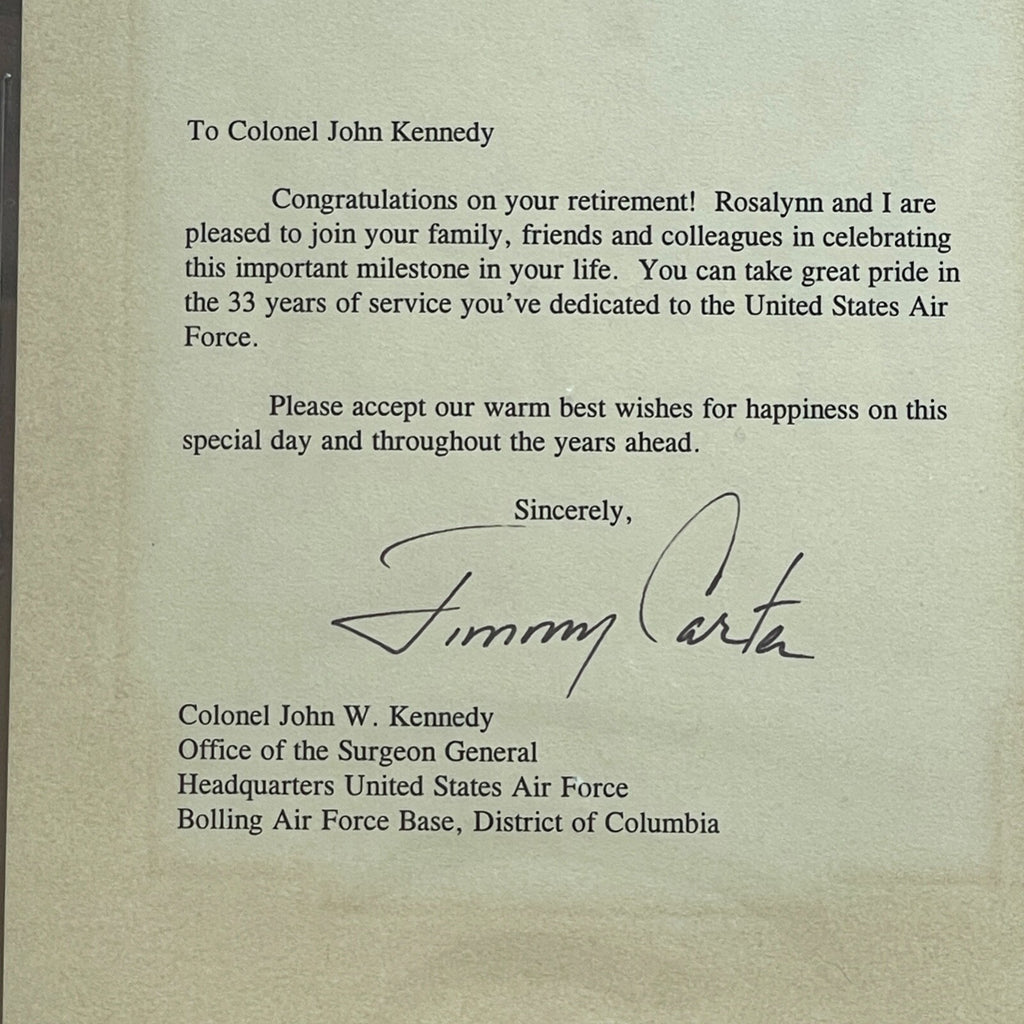 To Colonel John Kennedy
Congratulations on your retirement! Rosalynn and I are
pleased to join your family, friends and colleagues in celebrating
this important milestone in your life. You can take great pride in
the 33 years of service you've dedicated to the United States Air
Force.
Please accept our warm best wishes for happiness on this
special day and throughout the years ahead.
Sincerely,
Jimmy Carter
Colonel John W. Kennedy
Office of the Surgeon General
Headquarters United States Air Force
Bolling Air Force Base, District of Columbia